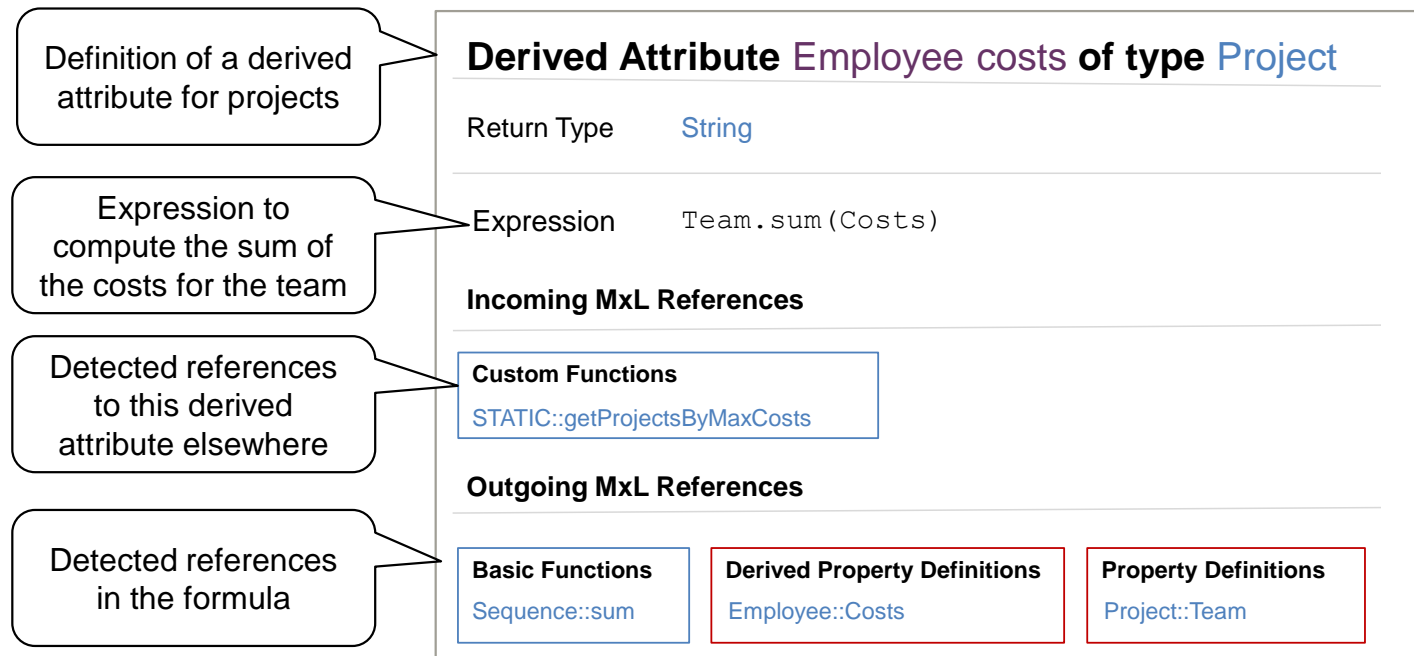 Definition of a derived
attribute for projects
Derived Attribute Employee costs of type Project
Return Type String
Expression to
compute the sum of
the costs for the team
Expression Team.sum(Costs)
Incoming MxL References
Detected references
to this derived
attribute elsewhere
Custom Functions
STATIC::getProjectsByMaxCosts
Outgoing MxL References
Detected references
in the formula
Basic Functions
Sequence::sum
Derived Property Definitions
Employee::Costs
Property Definitions
Project::Team